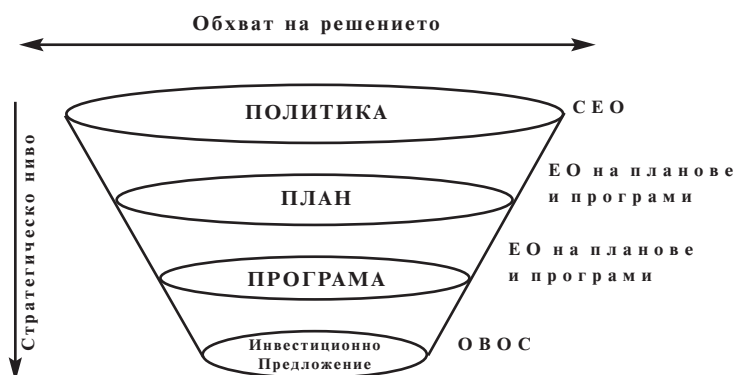 Обхват на решението
ПОЛИТИКА
СЕО
ЕО на планове
и програми
ПЛАН
ЕО на планове
и програми
ПРОГРАМА
Инвестиционно
Предложение
ОВОС
Стратегическо ниво